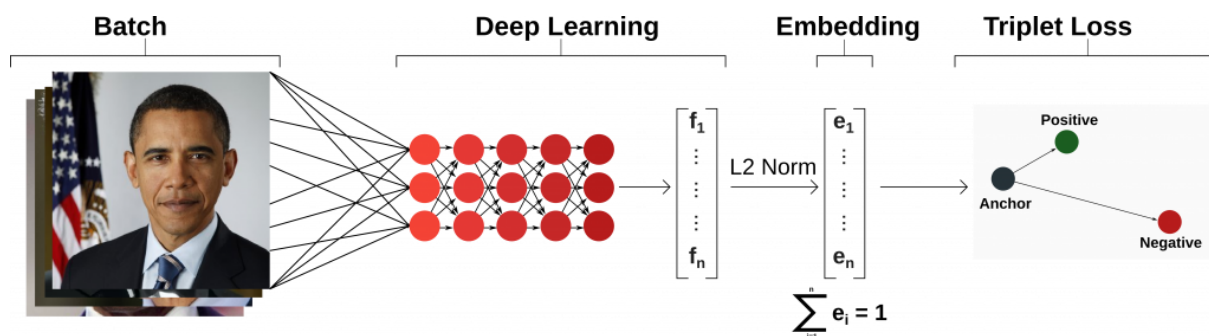 Batch
Deep Learning
Embedding
Triplet Loss
f₁
⋮
⋮
⋮
fₙ
L2 Norm
e₁
⋮
⋮
⋮
eₙ
n
∑ eᵢ = 1
Positive
Anchor
Negative